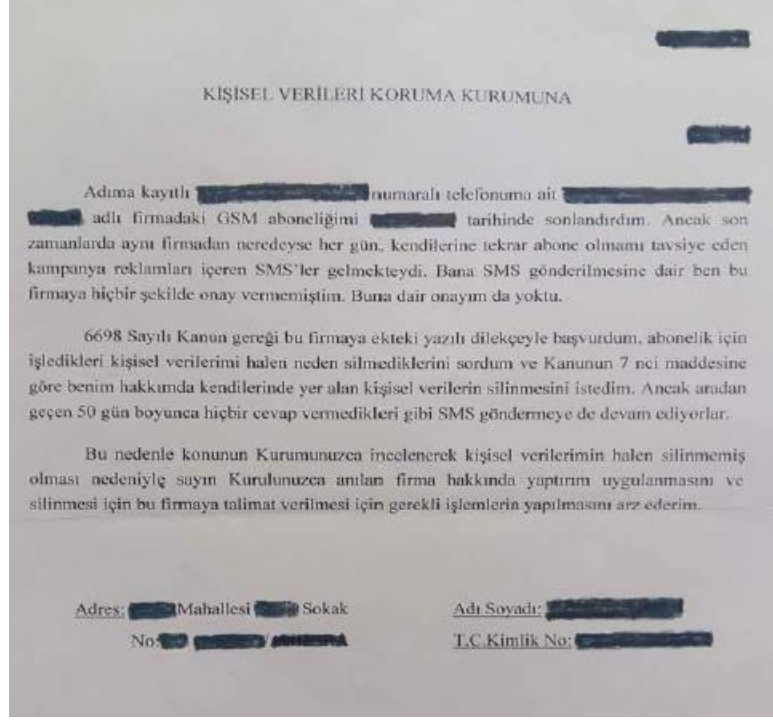 KİŞİSEL VERİLERİ KORUMA KURUMUNA
Adıma kayıtlı numaralı telefonuma ait
adlı firmadaki GSM aboneliğimi tarihinde sonlandırdım. Ancak son
zamanlarda aynı firmadan neredeyse her gün, kendilerine tekrar abone olmamı tavsiye eden
kampanya reklamları içeren SMS'ler gelmekteydi. Bana SMS gönderilmesine dair ben bu
firmaya hiçbir şekilde onay vermemiştim. Buna dair onayım da yoktu.
6698 Sayılı Kanun gereği bu firmaya ekteki yazılı dilekçeyle başvurdum, abonelik için
işledikleri kişisel verilerimi halen neden silmediklerini sordum ve Kanunun 7 nci maddesine
göre benim hakkımda kendilerinde yer alan kişisel verilerin silinmesini istedim. Ancak aradan
geçen 50 gün boyunca hiçbir cevap vermedikleri gibi SMS göndermeye de devam ediyorlar.
Bu nedenle konunun Kurumunuzca incelenerek kişisel verilerimin halen silinmemiş
olması nedeniyle sayın Kurulunuzca anılan firma hakkında yaptırım uygulanmasını ve
silinmesi için bu firmaya talimat verilmesi için gerekli işlemlerin yapılmasını arz ederim.
Adres: Mahallesi Sokak
No: /
Adı Soyadı:
T.C.Kimlik No: